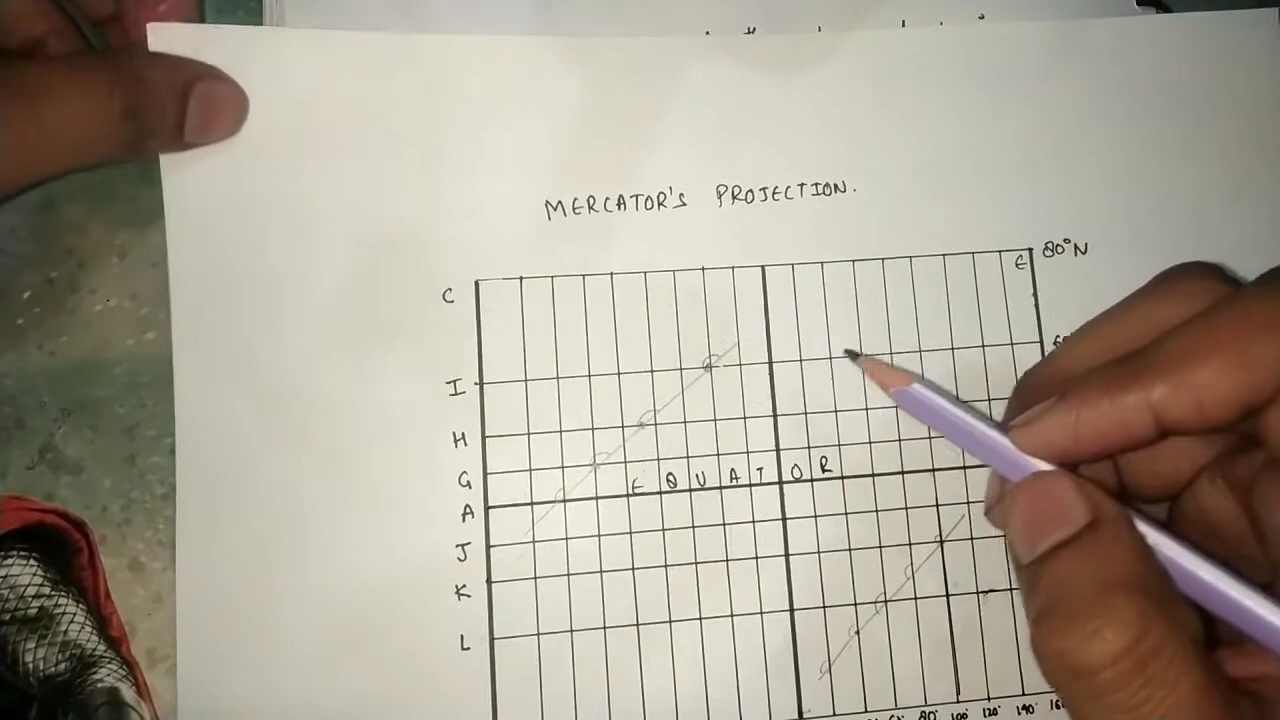 MERCATOR'S PROJECTION.
C E 80°N
I
H
G EQUATOR
A
J
K
L
80° 100° 120° 140°